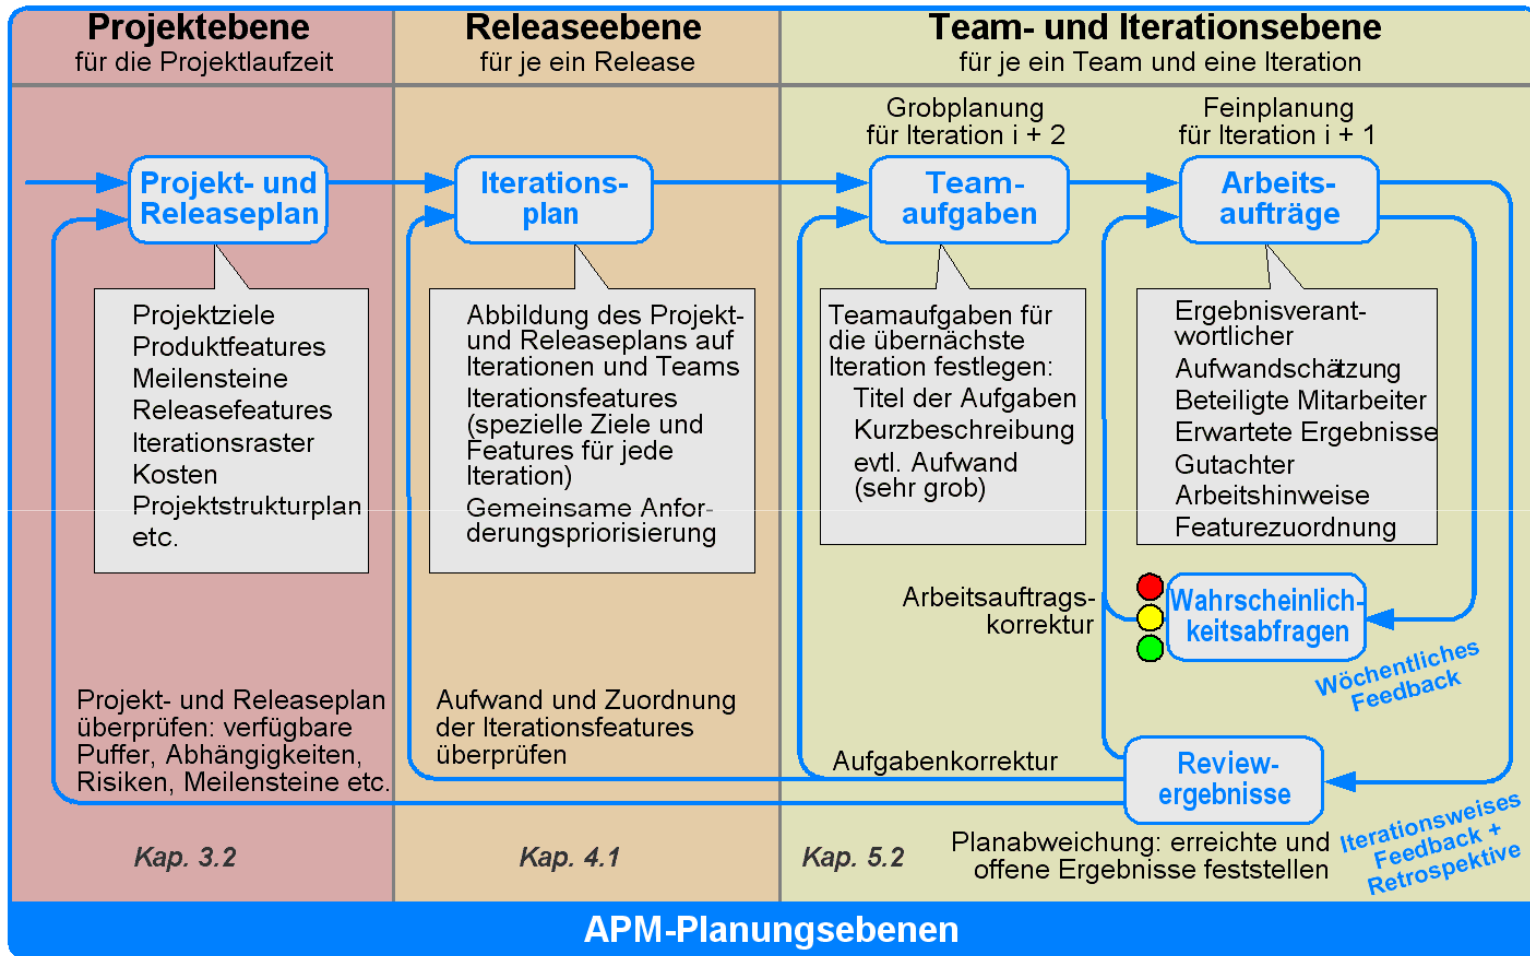 Projektebene
für die Projektlaufzeit
Releaseebene
für je ein Release
Team- und Iterationsebene
für je ein Team und eine Iteration
Grobplanung
für Iteration i + 2
Feinplanung
für Iteration i + 1
Projekt- und
Releaseplan
Iterations-
plan
Team-
aufgaben
Arbeits-
aufträge
Projektziele
Produktfeatures
Meilensteine
Releasefeatures
Iterationsraster
Kosten
Projektstrukturplan
etc.
Abbildung des Projekt-
und Releaseplans auf
Iterationen und Teams
Iterationsfeatures
(spezielle Ziele und
Features für jede
Iteration)
Gemeinsame Anfor-
derungspriorisierung
Teamaufgaben für
die übernächste
Iteration festlegen:
Titel der Aufgaben
Kurzbeschreibung
evtl. Aufwand
(sehr grob)
Ergebnisverant-
wortlicher
Aufwandschätzung
Beteiligte Mitarbeiter
Erwartete Ergebnisse
Gutachter
Arbeitshinweise
Featurezuordnung
Arbeitsauftrags-
korrektur
Wahrscheinlich-
keitsabfragen
Wöchentliches
Feedback
Projekt- und Releaseplan
überprüfen: verfügbare
Puffer, Abhängigkeiten,
Risiken, Meilensteine etc.
Aufwand und Zuordnung
der Iterationsfeatures
überprüfen
Aufgabenkorrektur
Review-
ergebnisse
Iterationsweises
Feedback +
Retrospektive
Kap. 3.2
Kap. 4.1
Kap. 5.2
Planabweichung: erreichte und
offene Ergebnisse feststellen
APM-Planungsebenen